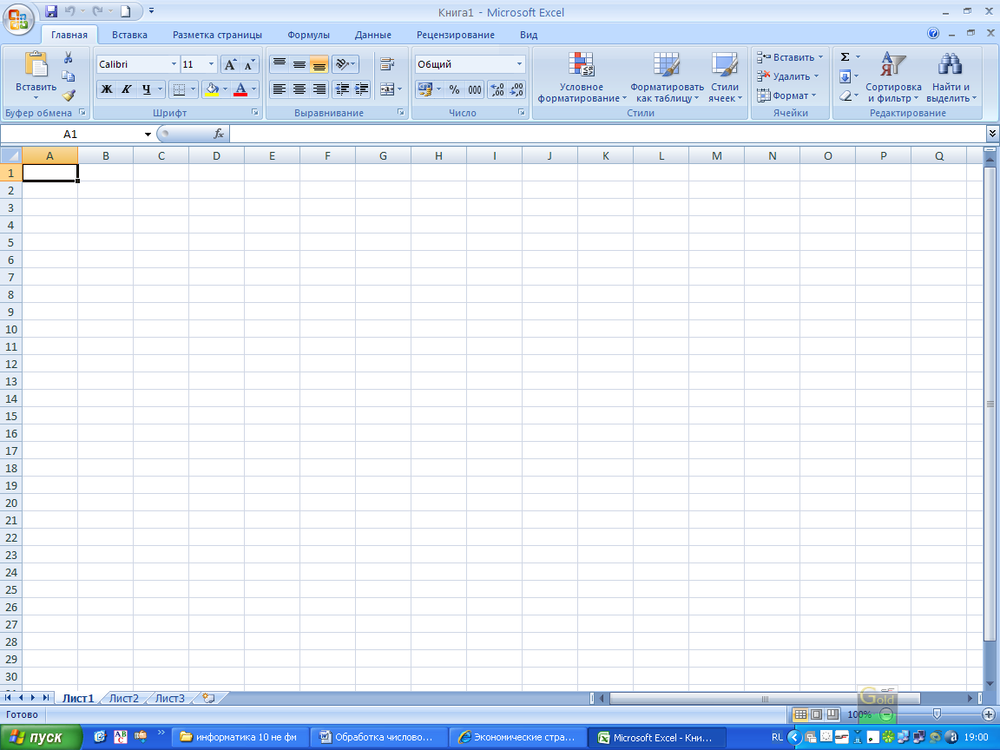 Книга1 - Microsoft Excel
Главная Вставка Разметка страницы Формулы Данные Рецензирование Вид
Вставить
Буфер обмена
Calibri 11
Ж К Ч
Шрифт
Выравнивание
Общий
% 000
Число
Условное форматирование
Форматировать как таблицу
Стили ячеек
Стили
Вставить
Удалить
Формат
Ячейки
Σ
Сортировка и фильтр
Найти и выделить
Редактирование
A1 fx
A B C D E F G H I J K L M N O P Q
1
2
3
4
5
6
7
8
9
10
11
12
13
14
15
16
17
18
19
20
21
22
23
24
25
26
27
28
29
30
Лист1 Лист2 Лист3
Готово 100%
Gold
пуск информатика 10 не фм Обработка числово... Экономические стра... Microsoft Excel - Кни... RL 19:00